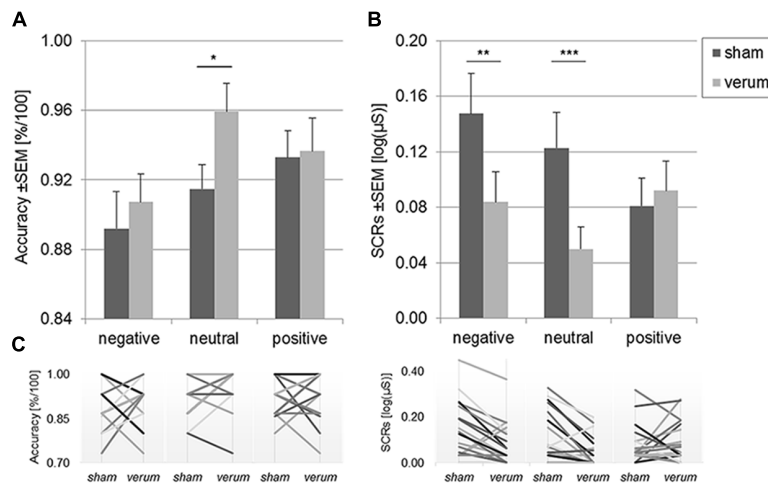 A
B
Accuracy ±SEM [%/100]
1.00
0.96
0.92
0.88
0.84
*
negative neutral positive
SCRs ±SEM [log(µS)]
0.20
0.16
0.12
0.08
0.04
0.00
** ***
negative neutral positive
sham
verum
C
Accuracy [%/100]
1.00
0.85
0.70
sham verum sham verum sham verum
SCRs [log(µS)]
0.40
0.20
0.00
sham verum sham verum sham verum